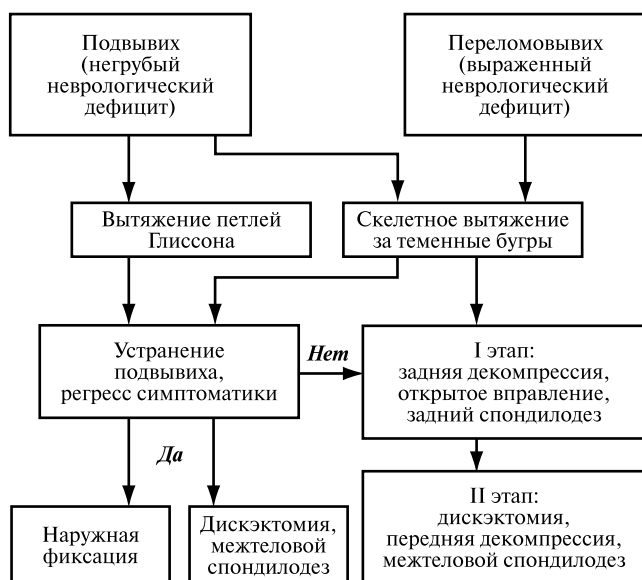 Подвывих
(негрубый
неврологический
дефицит)
Переломовывих
(выраженный
неврологический
дефицит)
Вытяжение петлей
Глиссона
Скелетное вытяжение
за теменные бугры
Устранение
подвывиха,
регресс симптоматики
Нет
I этап:
задняя декомпрессия,
открытое вправление,
задний спондилодез
Да
Наружная
фиксация
Дискэктомия,
межтеловой
спондилодез
II этап:
дискэктомия,
передняя декомпрессия,
межтеловой спондилодез